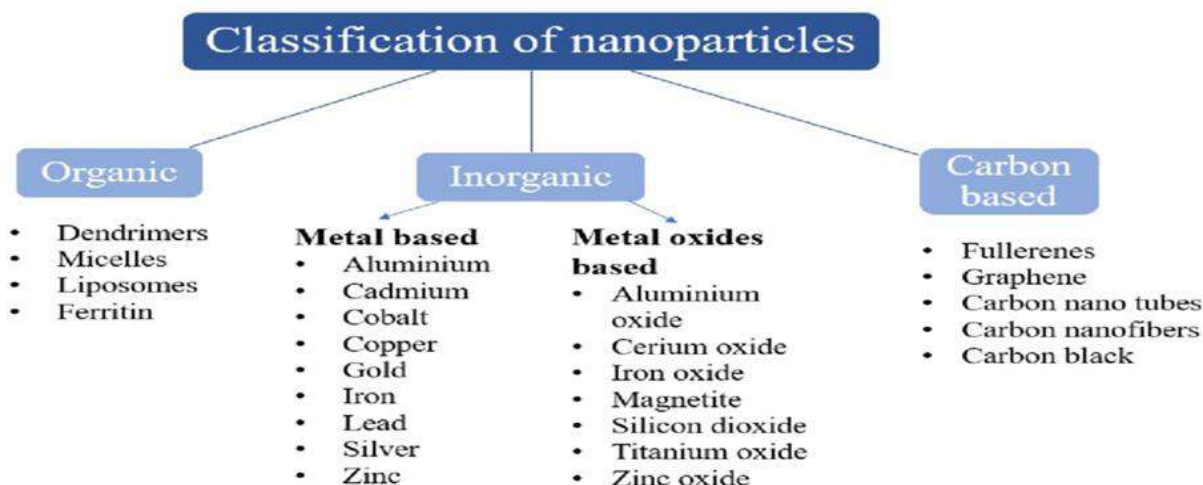 Classification of nanoparticles
Organic
• Dendrimers
• Micelles
• Liposomes
• Ferritin
Inorganic
Metal based
• Aluminium
• Cadmium
• Cobalt
• Copper
• Gold
• Iron
• Lead
• Silver
• Zinc
Metal oxides
based
• Aluminium
oxide
• Cerium oxide
• Iron oxide
• Magnetite
• Silicon dioxide
• Titanium oxide
• Zinc oxide
Carbon
based
• Fullerenes
• Graphene
• Carbon nano tubes
• Carbon nanofibers
• Carbon black